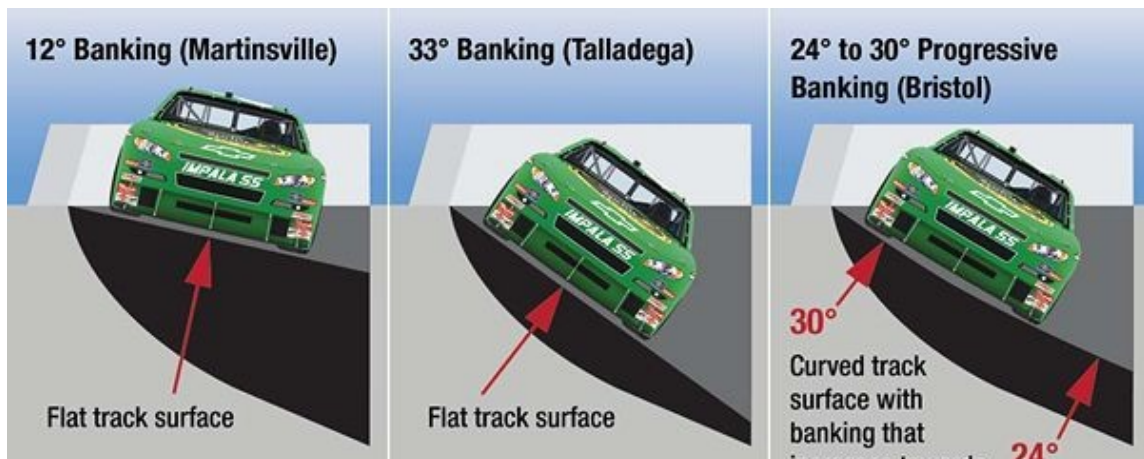 12° Banking (Martinsville)
IMPALA SS
Flat track surface
33° Banking (Talladega)
IMPALA SS
Flat track surface
24° to 30° Progressive
Banking (Bristol)
IMPALA SS
30°
Curved track
surface with
banking that
24°